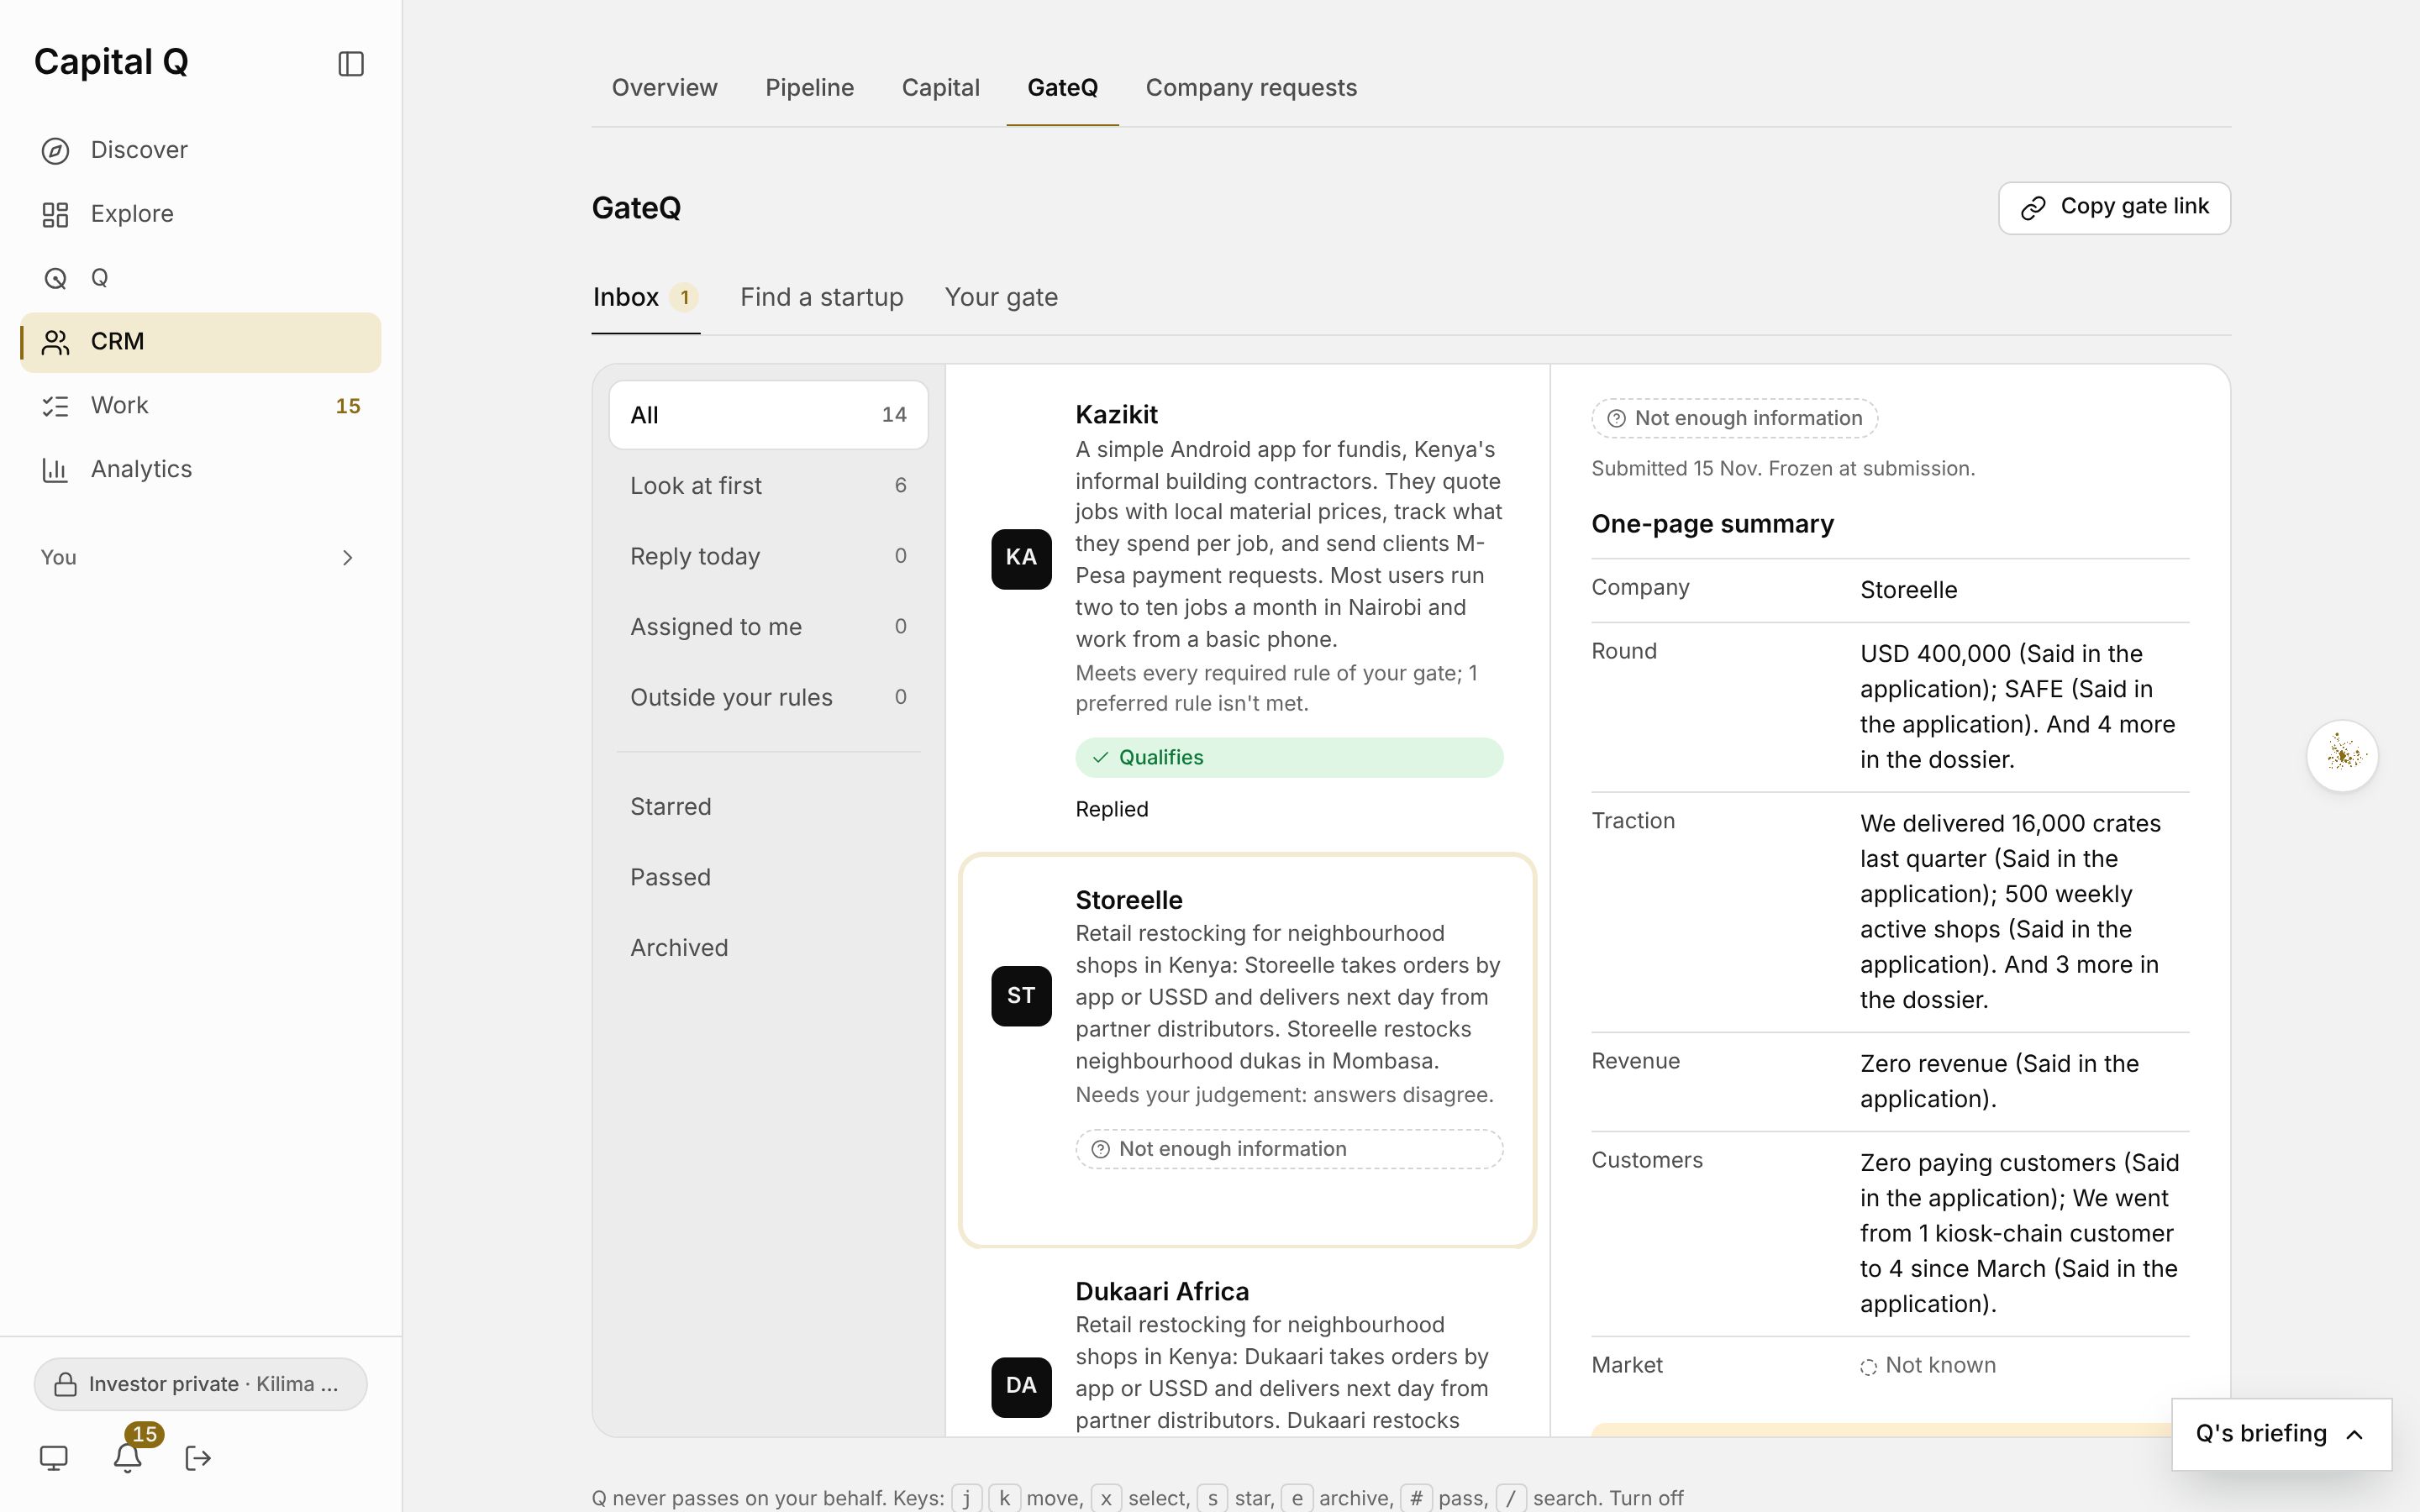 Capital Q
Discover
Explore
Q
CRM
Work 15
Analytics
You
Investor private · Kilima ...
15
Overview Pipeline Capital GateQ Company requests
GateQ
Copy gate link
Inbox 1 Find a startup Your gate
All 14
Look at first 6
Reply today 0
Assigned to me 0
Outside your rules 0
Starred
Passed
Archived
KA
Kazikit
A simple Android app for fundis, Kenya's
informal building contractors. They quote
jobs with local material prices, track what
they spend per job, and send clients M-
Pesa payment requests. Most users run
two to ten jobs a month in Nairobi and
work from a basic phone.
Meets every required rule of your gate; 1
preferred rule isn't met.
Qualifies
Replied
ST
Storeelle
Retail restocking for neighbourhood
shops in Kenya: Storeelle takes orders by
app or USSD and delivers next day from
partner distributors. Storeelle restocks
neighbourhood dukas in Mombasa.
Needs your judgement: answers disagree.
Not enough information
DA
Dukaari Africa
Retail restocking for neighbourhood
shops in Kenya: Dukaari takes orders by
app or USSD and delivers next day from
partner distributors. Dukaari restocks
Not enough information
Submitted 15 Nov. Frozen at submission.
One-page summary
Company Storeelle
Round USD 400,000 (Said in the
application); SAFE (Said in
the application). And 4 more
in the dossier.
Traction We delivered 16,000 crates
last quarter (Said in the
application); 500 weekly
active shops (Said in the
application). And 3 more in
the dossier.
Revenue Zero revenue (Said in the
application).
Customers Zero paying customers (Said
in the application); We went
from 1 kiosk-chain customer
to 4 since March (Said in the
application).
Market Not known
Q's briefing
Q never passes on your behalf. Keys: j k move, x select, s star, e archive, # pass, / search. Turn off